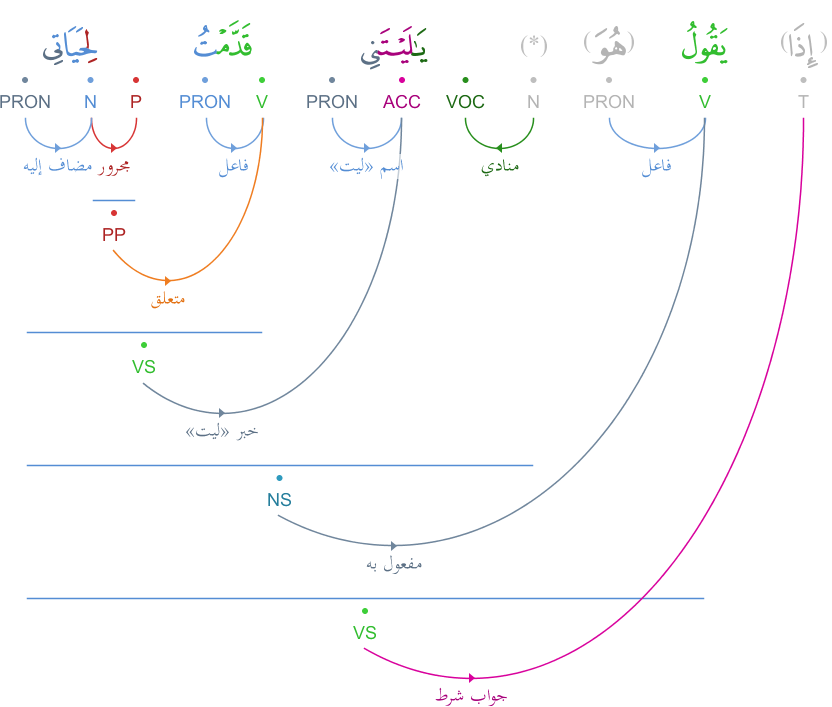 (إِذَا) يَقُولُ (هُوَ) (*) يَٰلَيْتَنِى قَدَّمْتُ لِحَيَاتِى
T V PRON N VOC ACC PRON V PRON P N PRON
فاعل منادي اسم «ليت» فاعل مجرور مضاف إليه
PP
متعلق
VS
خبر «ليت»
NS
مفعول به
VS
جواب شرط